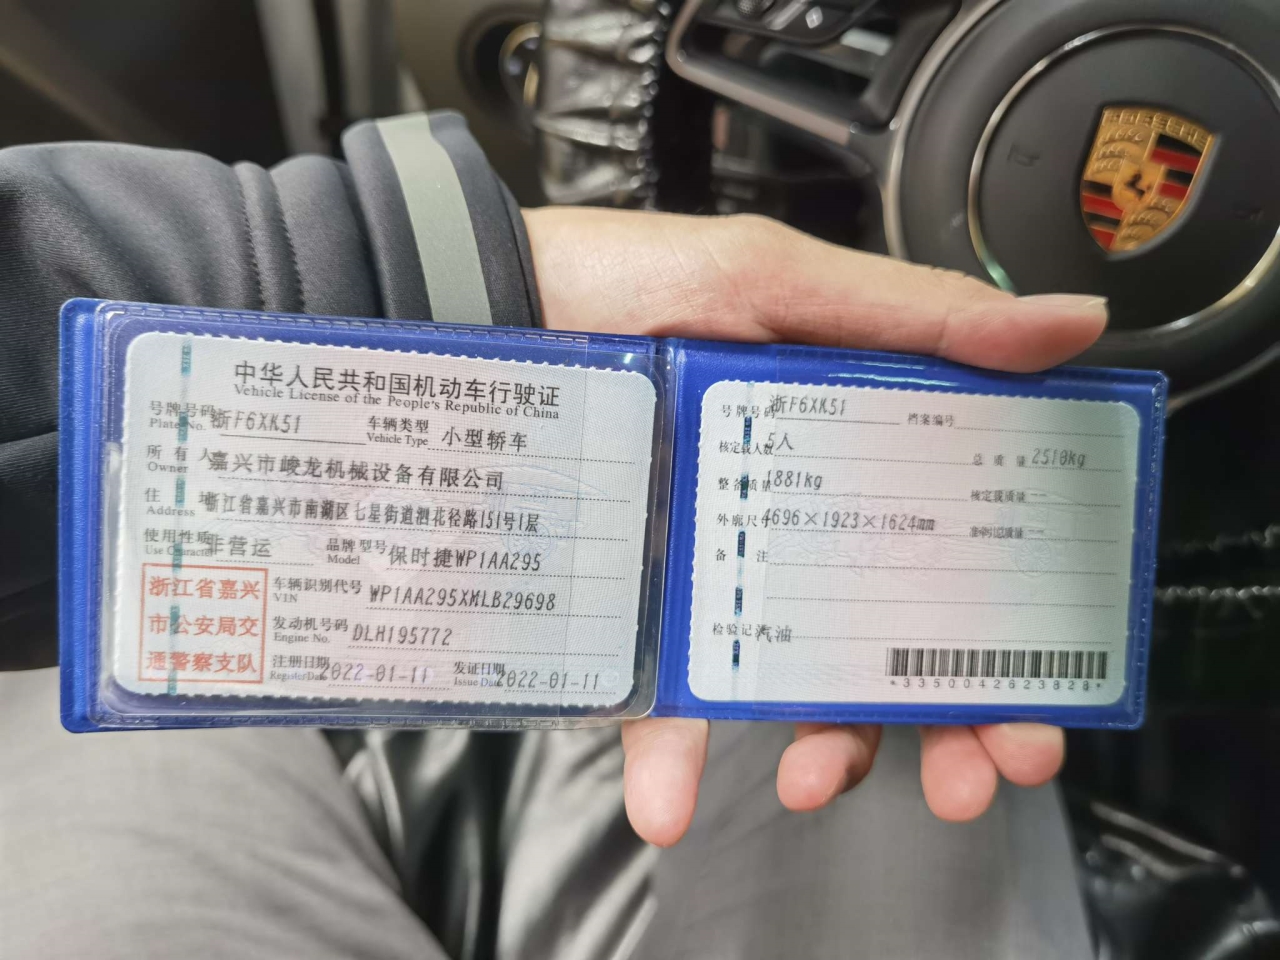 中华人民共和国机动车行驶证
Vehicle License of the People's Republic of China
号牌号码 浙F6XK51 车辆类型 小型轿车
Plate No. Vehicle Type
所有人 嘉兴市峻龙机械设备有限公司
Owner
住址 浙江省嘉兴市南湖区七星街道泗花径路151号1层
Address
使用性质 非营运 品牌型号 保时捷WP1AA295
Use Character Model
浙江省嘉兴
市公安局交
通警察支队
车辆识别代号 WP1AA295XMLB29698
VIN
发动机号码 DLH195772
Engine No.
注册日期 2022-01-11 发证日期 2022-01-11
Register Date Issue Date
号牌号码 浙F6XK51 档案编号
核定载人数 5人 总质量 2510kg
整备质量 1881kg 核定载质量 --
外廓尺寸 4696×1923×1624mm 准牵引总质量 --
备注
检验记录 汽油
*3350042623828*
PORSCHE